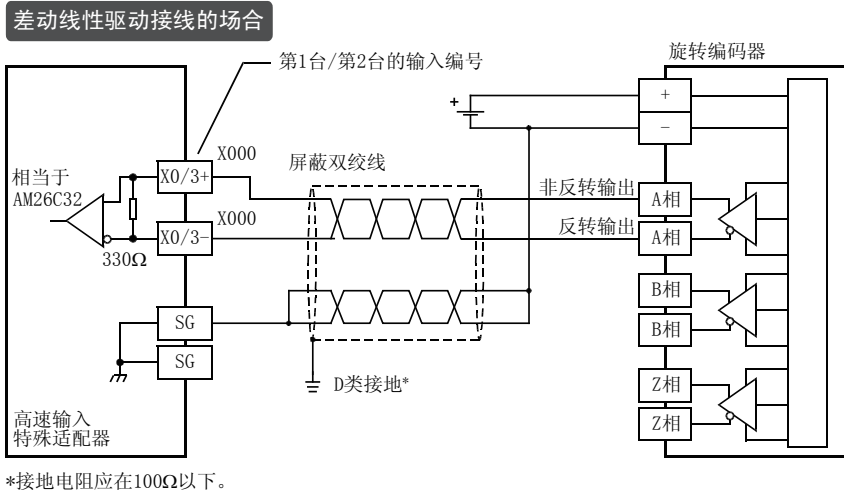 差动线性驱动接线的场合
第1台/第2台的输入编号
旋转编码器
+
+
−
相当于
AM26C32
X0/3+
X000
屏蔽双绞线
非反转输出
A相
X0/3−
X000
反转输出
A相
330Ω
B相
B相
SG
SG
D类接地*
Z相
Z相
高速输入
特殊适配器
*接地电阻应在100Ω以下。